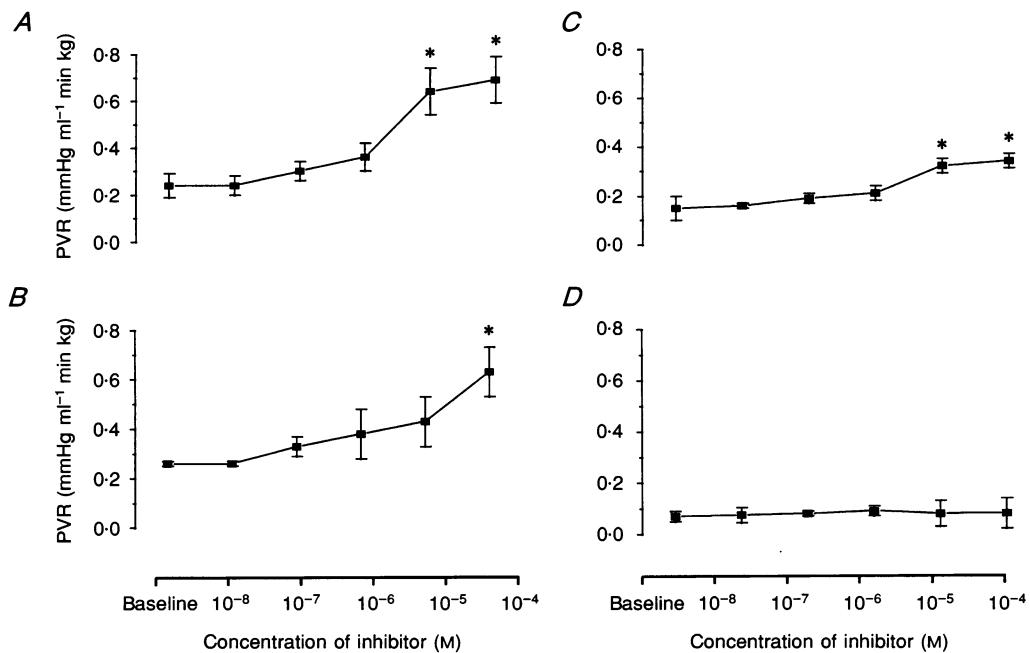 A
PVR (mmHg ml⁻¹ min kg)
0·8
0·6
0·4
0·2
0·0
*
*
C
0·8
0·6
0·4
0·2
0·0
*
*
B
PVR (mmHg ml⁻¹ min kg)
0·8
0·6
0·4
0·2
0·0
*
D
0·8
0·6
0·4
0·2
0·0
Baseline 10⁻⁸ 10⁻⁷ 10⁻⁶ 10⁻⁵ 10⁻⁴
Concentration of inhibitor (M)
Baseline 10⁻⁸ 10⁻⁷ 10⁻⁶ 10⁻⁵ 10⁻⁴
Concentration of inhibitor (M)